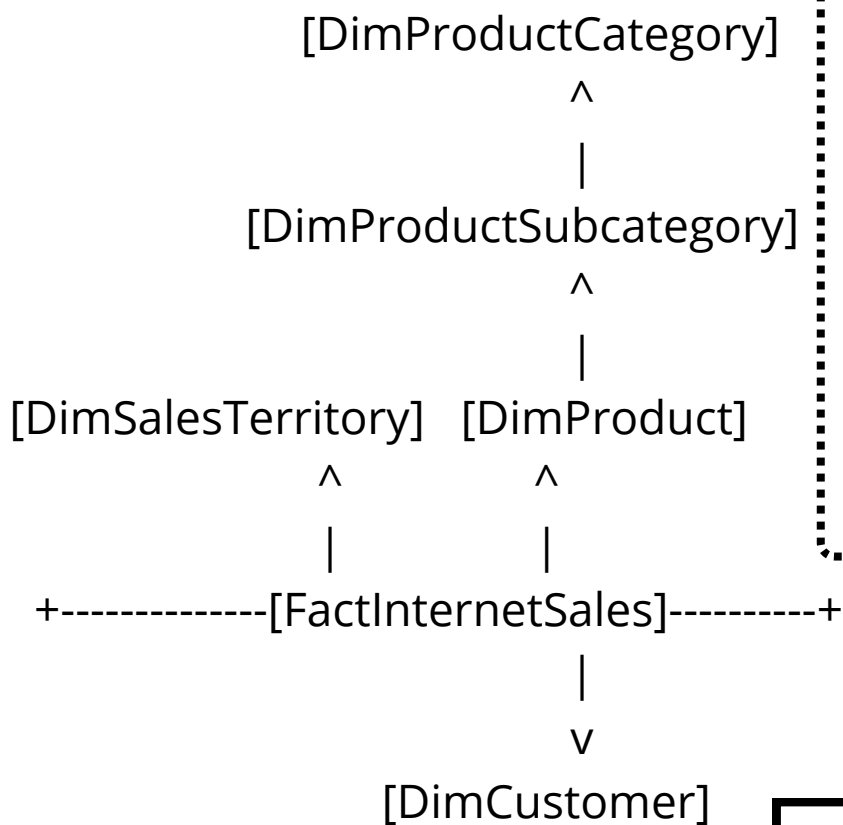 [DimProductCategory]
^
|
[DimProductSubcategory]
^
|
[DimSalesTerritory] [DimProduct]
^ ^
| |
+--------------[FactInternetSales]----------+
|
v
[DimCustomer]